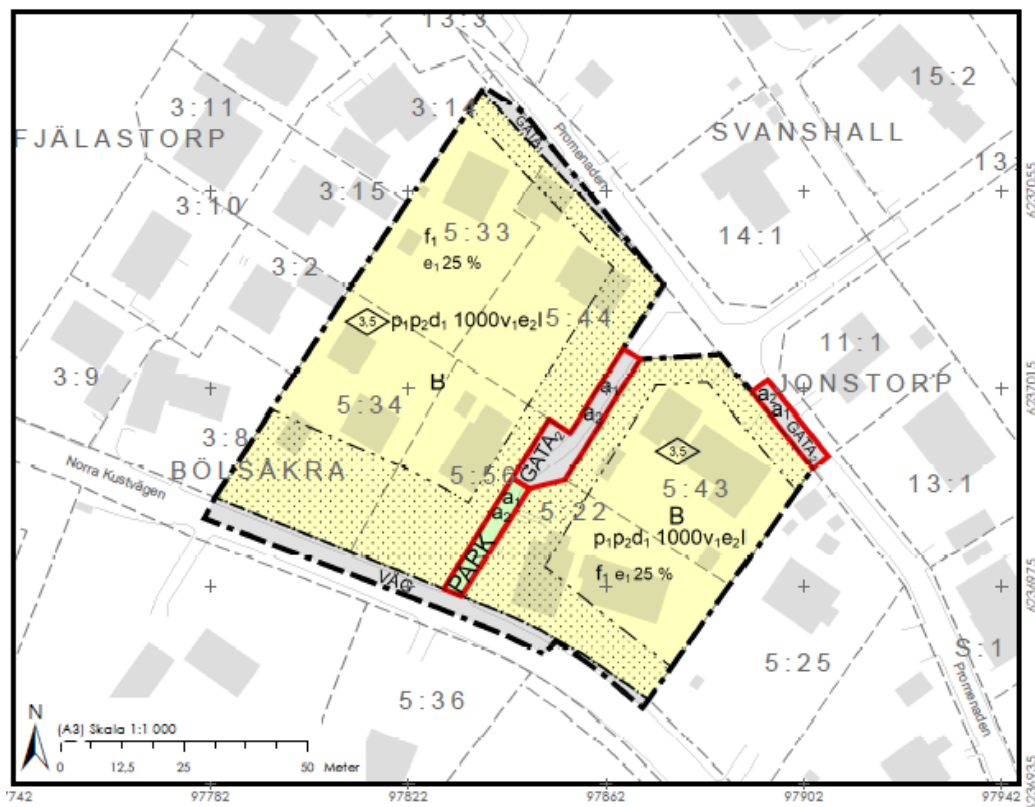 13:3
15:2
3:11
3:14
GATA1
Promenaden
SVANSHALL
FJÄLASTORP
13:
3:15
3:10
f1 5:33
e1 25 %
14:1
3:2
3,5
p1p2d1 1000v1e2I
5:44
11:1
3:9
B
a1
a2
a1
JONSTORP
5:34
a2
GATA2
3:8
GATA2
3,5
BÖLSÅKRA
Norra Kustvägen
5:56
5:43
13:1
a1
a2
5:22
B
p1p2d1 1000v1e2I
PARK
VÄG
f1 e1 25 %
5:25
S:1
5:36
Promenaden
N
(A3) Skala 1:1 000
0 12,5 25 50 Meter
97742 97782 97822 97862 97902 97942
6237055
6237015
6236975
6236935